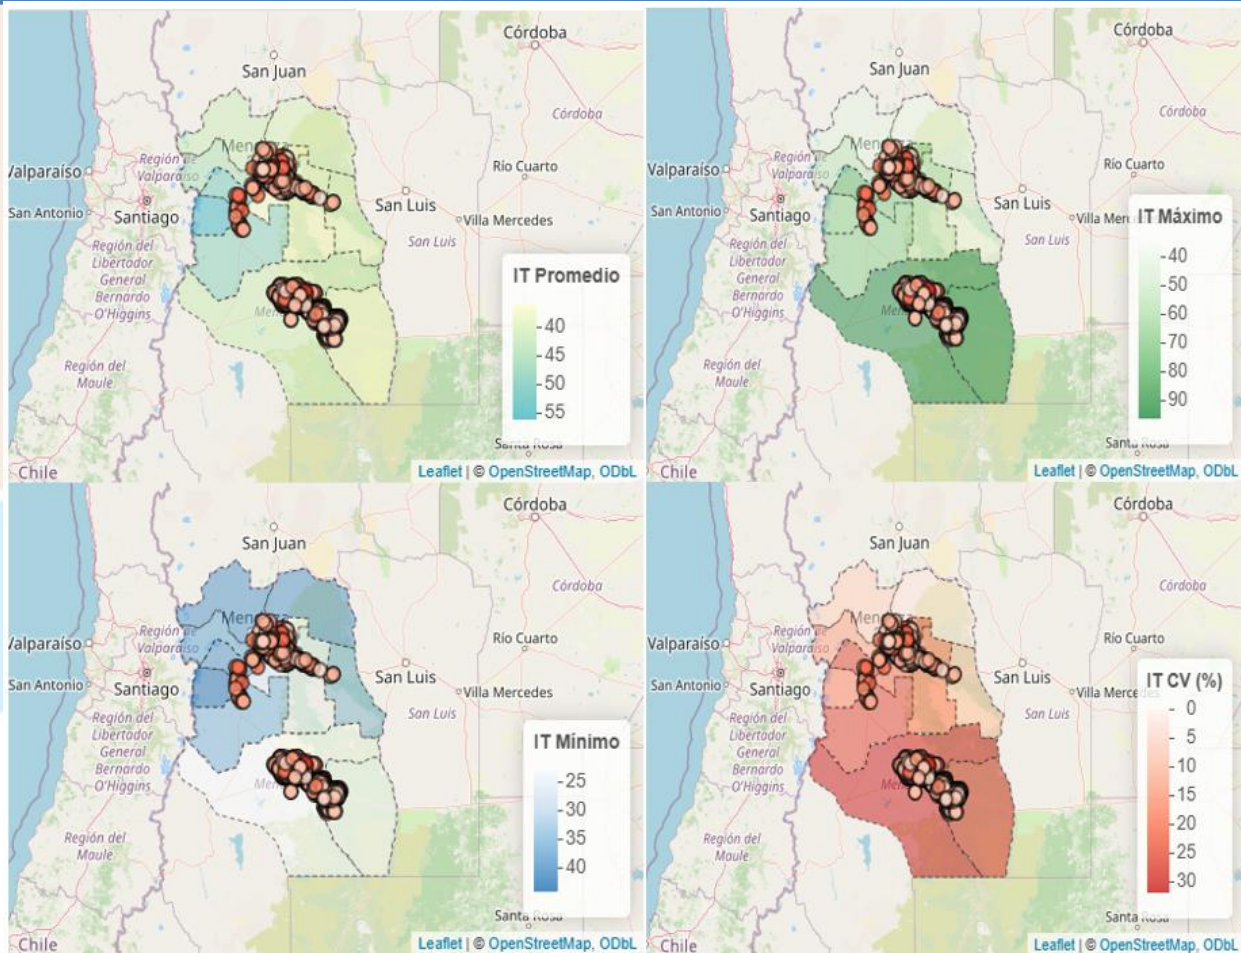 Córdoba
San Juan
Córdoba
Región de
Valparaíso
Valparaíso
Río Cuarto
San Luis
San Antonio
Santiago
Villa Mercedes
San Luis
Región del
Libertador
General
Bernardo
O'Higgins
IT Promedio
40
45
50
55
Región del
Maule
Santa Rosa
Chile
Leaflet | © OpenStreetMap, ODbL
Córdoba
San Juan
Córdoba
Región de
Valparaíso
Valparaíso
Río Cuarto
San Luis
San Antonio
Santiago
San Luis
Región del
Libertador
General
Bernardo
O'Higgins
IT Máximo
40
50
60
70
80
90
Región del
Maule
Chile
Leaflet | © OpenStreetMap, ODbL
Córdoba
San Juan
Córdoba
Región de
Valparaíso
Valparaíso
Río Cuarto
San Luis
San Antonio
Santiago
Villa Mercedes
San Luis
Región del
Libertador
General
Bernardo
O'Higgins
IT Mínimo
25
30
35
40
Región del
Maule
Santa Rosa
Chile
Leaflet | © OpenStreetMap, ODbL
Córdoba
San Juan
Córdoba
Región de
Valparaíso
Valparaíso
Río Cuarto
San Luis
San Antonio
Santiago
San Luis
Región del
Libertador
General
Bernardo
O'Higgins
IT CV (%)
0
5
10
15
20
25
30
Región del
Maule
Chile
Leaflet | © OpenStreetMap, ODbL